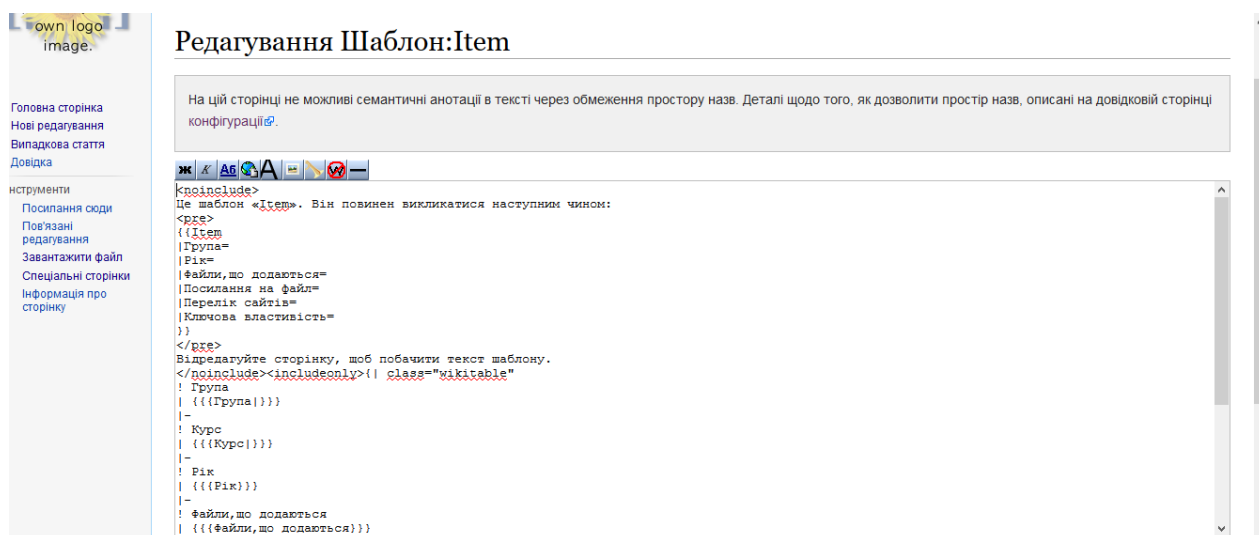 own logo
image.
Головна сторінка
Нові редагування
Випадкова стаття
Довідка
нструменти
Посилання сюди
Пов'язані
редагування
Завантажити файл
Спеціальні сторінки
Інформація про
сторінку
Редагування Шаблон:Item
На цій сторінці не можливі семантичні анотації в тексті через обмеження простору назв. Деталі щодо того, як дозволити простір назв, описані на довідковій сторінці
конфігурації.
Ж К Аб А W
<noinclude>
Це шаблон «Item». Він повинен викликатися наступним чином:
<pre>
{{Item
|Група=
|Рік=
|Файли,що додаються=
|Посилання на файл=
|Перелік сайтів=
|Ключова властивість=
}}
</pre>
Відредагуйте сторінку, щоб побачити текст шаблону.
</noinclude><includeonly>{| class="wikitable"
! Група
| {{{Група|}}}
|-
! Курс
| {{{Курс|}}}
|-
! Рік
| {{{Рік}}}
|-
! Файли,що додаються
| {{{Файли,що додаються}}}